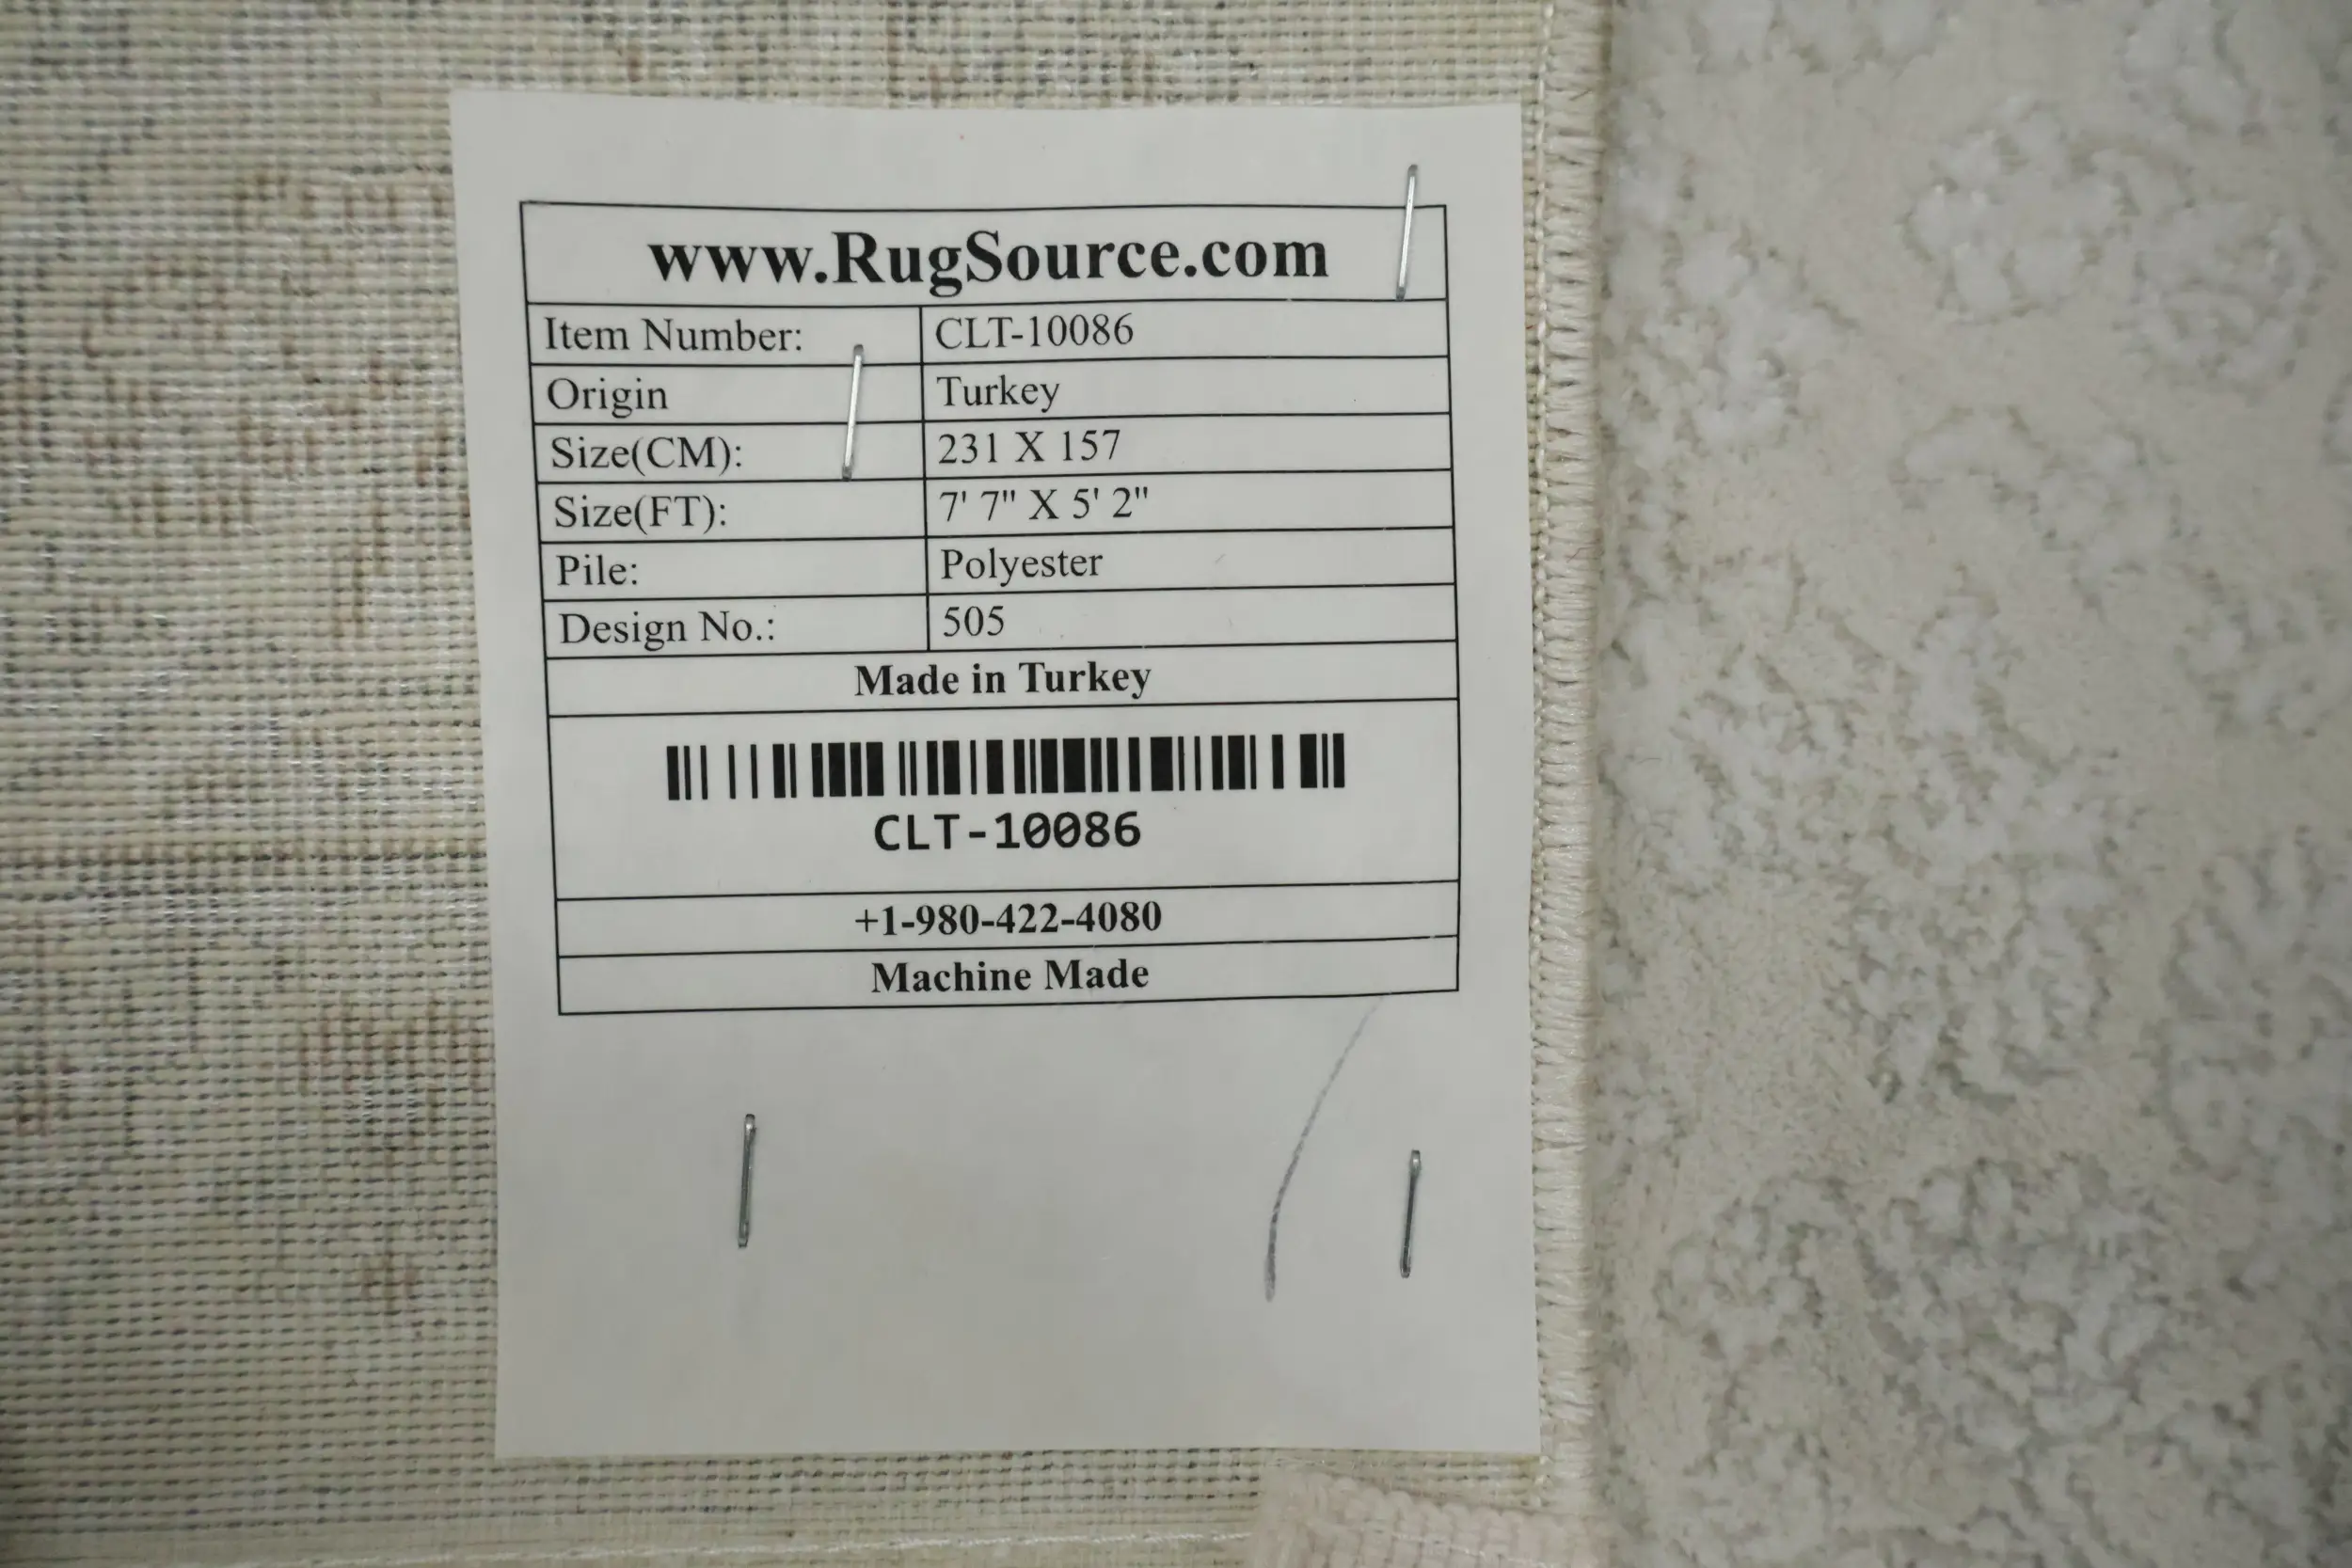 www.RugSource.com
Item Number: CLT-10086
Origin Turkey
Size(CM): 231 X 157
Size(FT): 7' 7" X 5' 2"
Pile: Polyester
Design No.: 505
Made in Turkey
CLT-10086
+1-980-422-4080
Machine Made